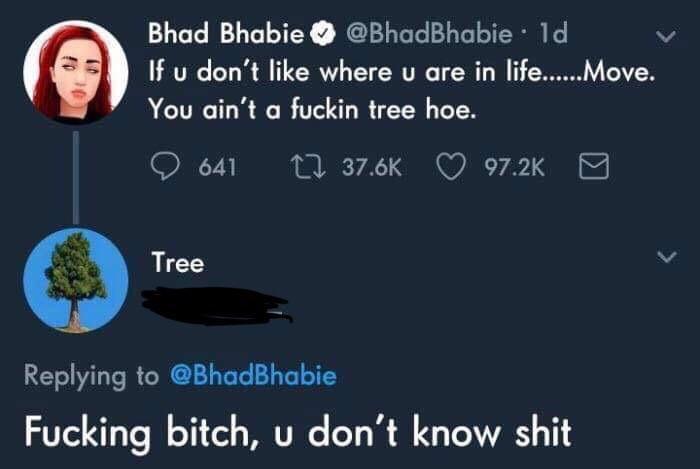 Bhad Bhabie @BhadBhabie · 1d
If u don't like where u are in life......Move.
You ain't a fuckin tree hoe.
641 37.6K 97.2K
Tree
Replying to @BhadBhabie
Fucking bitch, u don't know shit